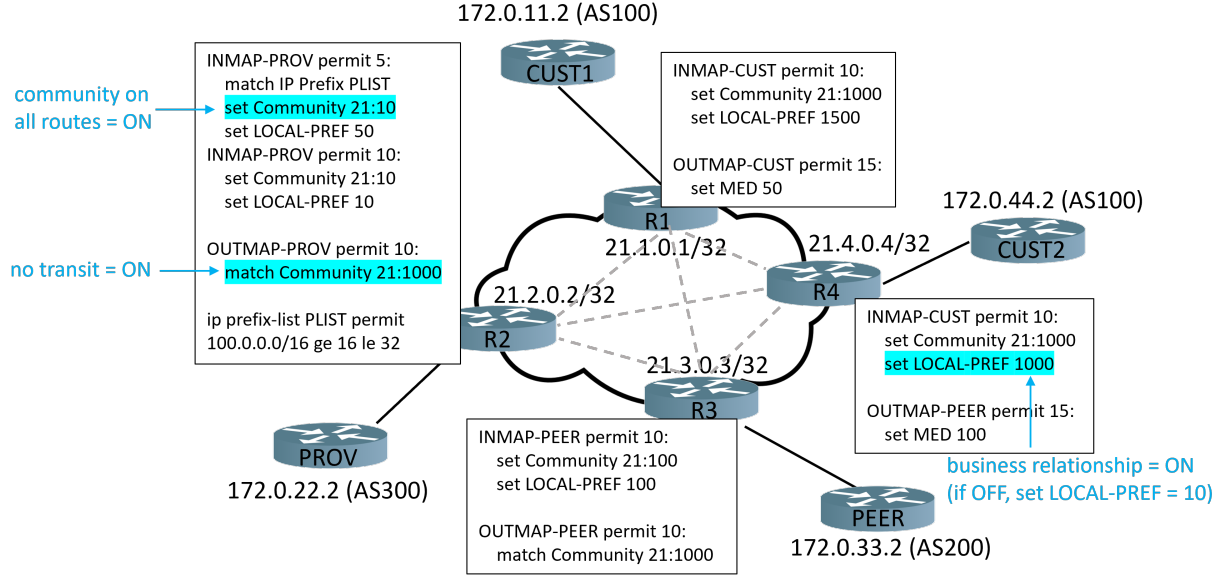 172.0.11.2 (AS100)
CUST1
INMAP-PROV permit 5:
match IP Prefix PLIST
set Community 21:10
set LOCAL-PREF 50
INMAP-PROV permit 10:
set Community 21:10
set LOCAL-PREF 10
OUTMAP-PROV permit 10:
match Community 21:1000
ip prefix-list PLIST permit
100.0.0.0/16 ge 16 le 32
community on
all routes = ON
no transit = ON
INMAP-CUST permit 10:
set Community 21:1000
set LOCAL-PREF 1500
OUTMAP-CUST permit 15:
set MED 50
R1
21.1.0.1/32
172.0.44.2 (AS100)
CUST2
21.4.0.4/32
R4
21.2.0.2/32
R2
21.3.0.3/32
R3
INMAP-CUST permit 10:
set Community 21:1000
set LOCAL-PREF 1000
OUTMAP-PEER permit 15:
set MED 100
business relationship = ON
(if OFF, set LOCAL-PREF = 10)
PROV
172.0.22.2 (AS300)
INMAP-PEER permit 10:
set Community 21:100
set LOCAL-PREF 100
OUTMAP-PEER permit 10:
match Community 21:1000
PEER
172.0.33.2 (AS200)